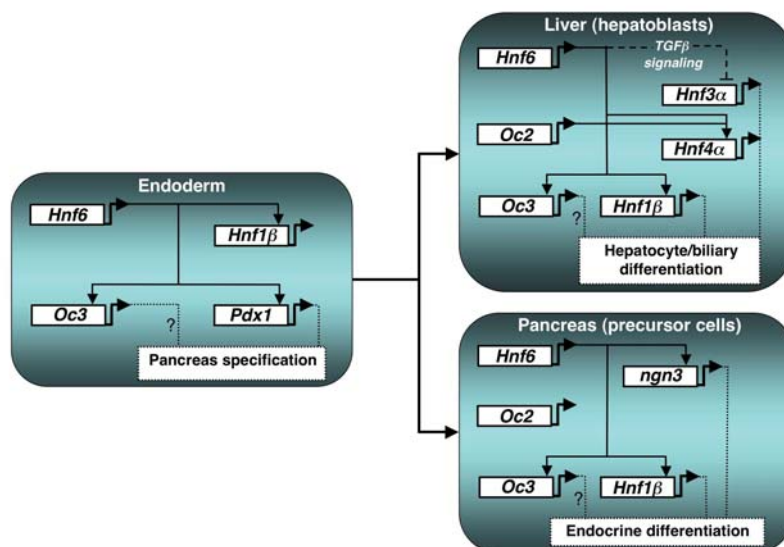 Liver (hepatoblasts)
Hnf6
TGFβ
signaling
Hnf3α
Oc2
Hnf4α
Oc3
?
Hnf1β
Hepatocyte/biliary
differentiation
Endoderm
Hnf6
Hnf1β
Oc3
?
Pdx1
Pancreas specification
Pancreas (precursor cells)
Hnf6
ngn3
Oc2
Oc3
?
Hnf1β
Endocrine differentiation